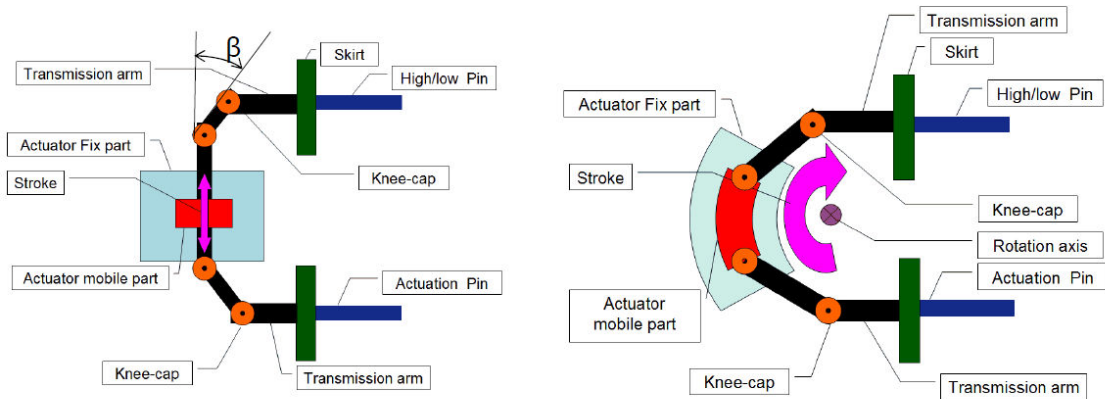 β
Skirt
Transmission arm
High/low Pin
Actuator Fix part
Knee-cap
Stroke
Actuator mobile part
Actuation Pin
Knee-cap
Transmission arm
Transmission arm
Skirt
Actuator Fix part
High/low Pin
Stroke
Knee-cap
Rotation axis
Actuation Pin
Actuator
mobile part
Knee-cap
Transmission arm